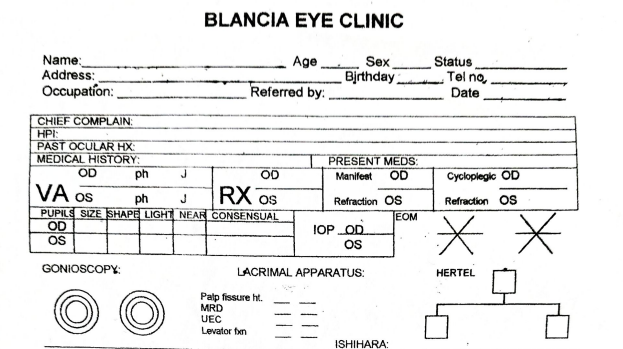 BLANCIA EYE CLINIC
Name: Age Sex Status
Address: Birthday Tel no.
Occupation: Referred by: Date
CHIEF COMPLAIN:
HPI:
PAST OCULAR HX:
MEDICAL HISTORY: PRESENT MEDS:
VA OD ph J RX OD Manifest OD Cycloplegic OD
OS ph J OS Refraction OS Refraction OS
PUPILS SIZE SHAPE LIGHT NEAR CONSENSUAL IOP OD EOM
OD
OS OS
GONIOSCOPY: LACRIMAL APPARATUS: HERTEL
Palp fissure ht.
MRD
UEC
Levator fxn
ISHIHARA: